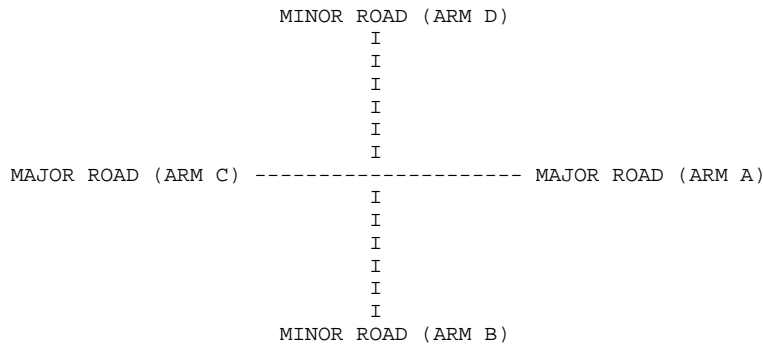 MINOR ROAD (ARM D)
I
I
I
I
I
I
MAJOR ROAD (ARM C) --------------------- MAJOR ROAD (ARM A)
I
I
I
I
I
I
MINOR ROAD (ARM B)